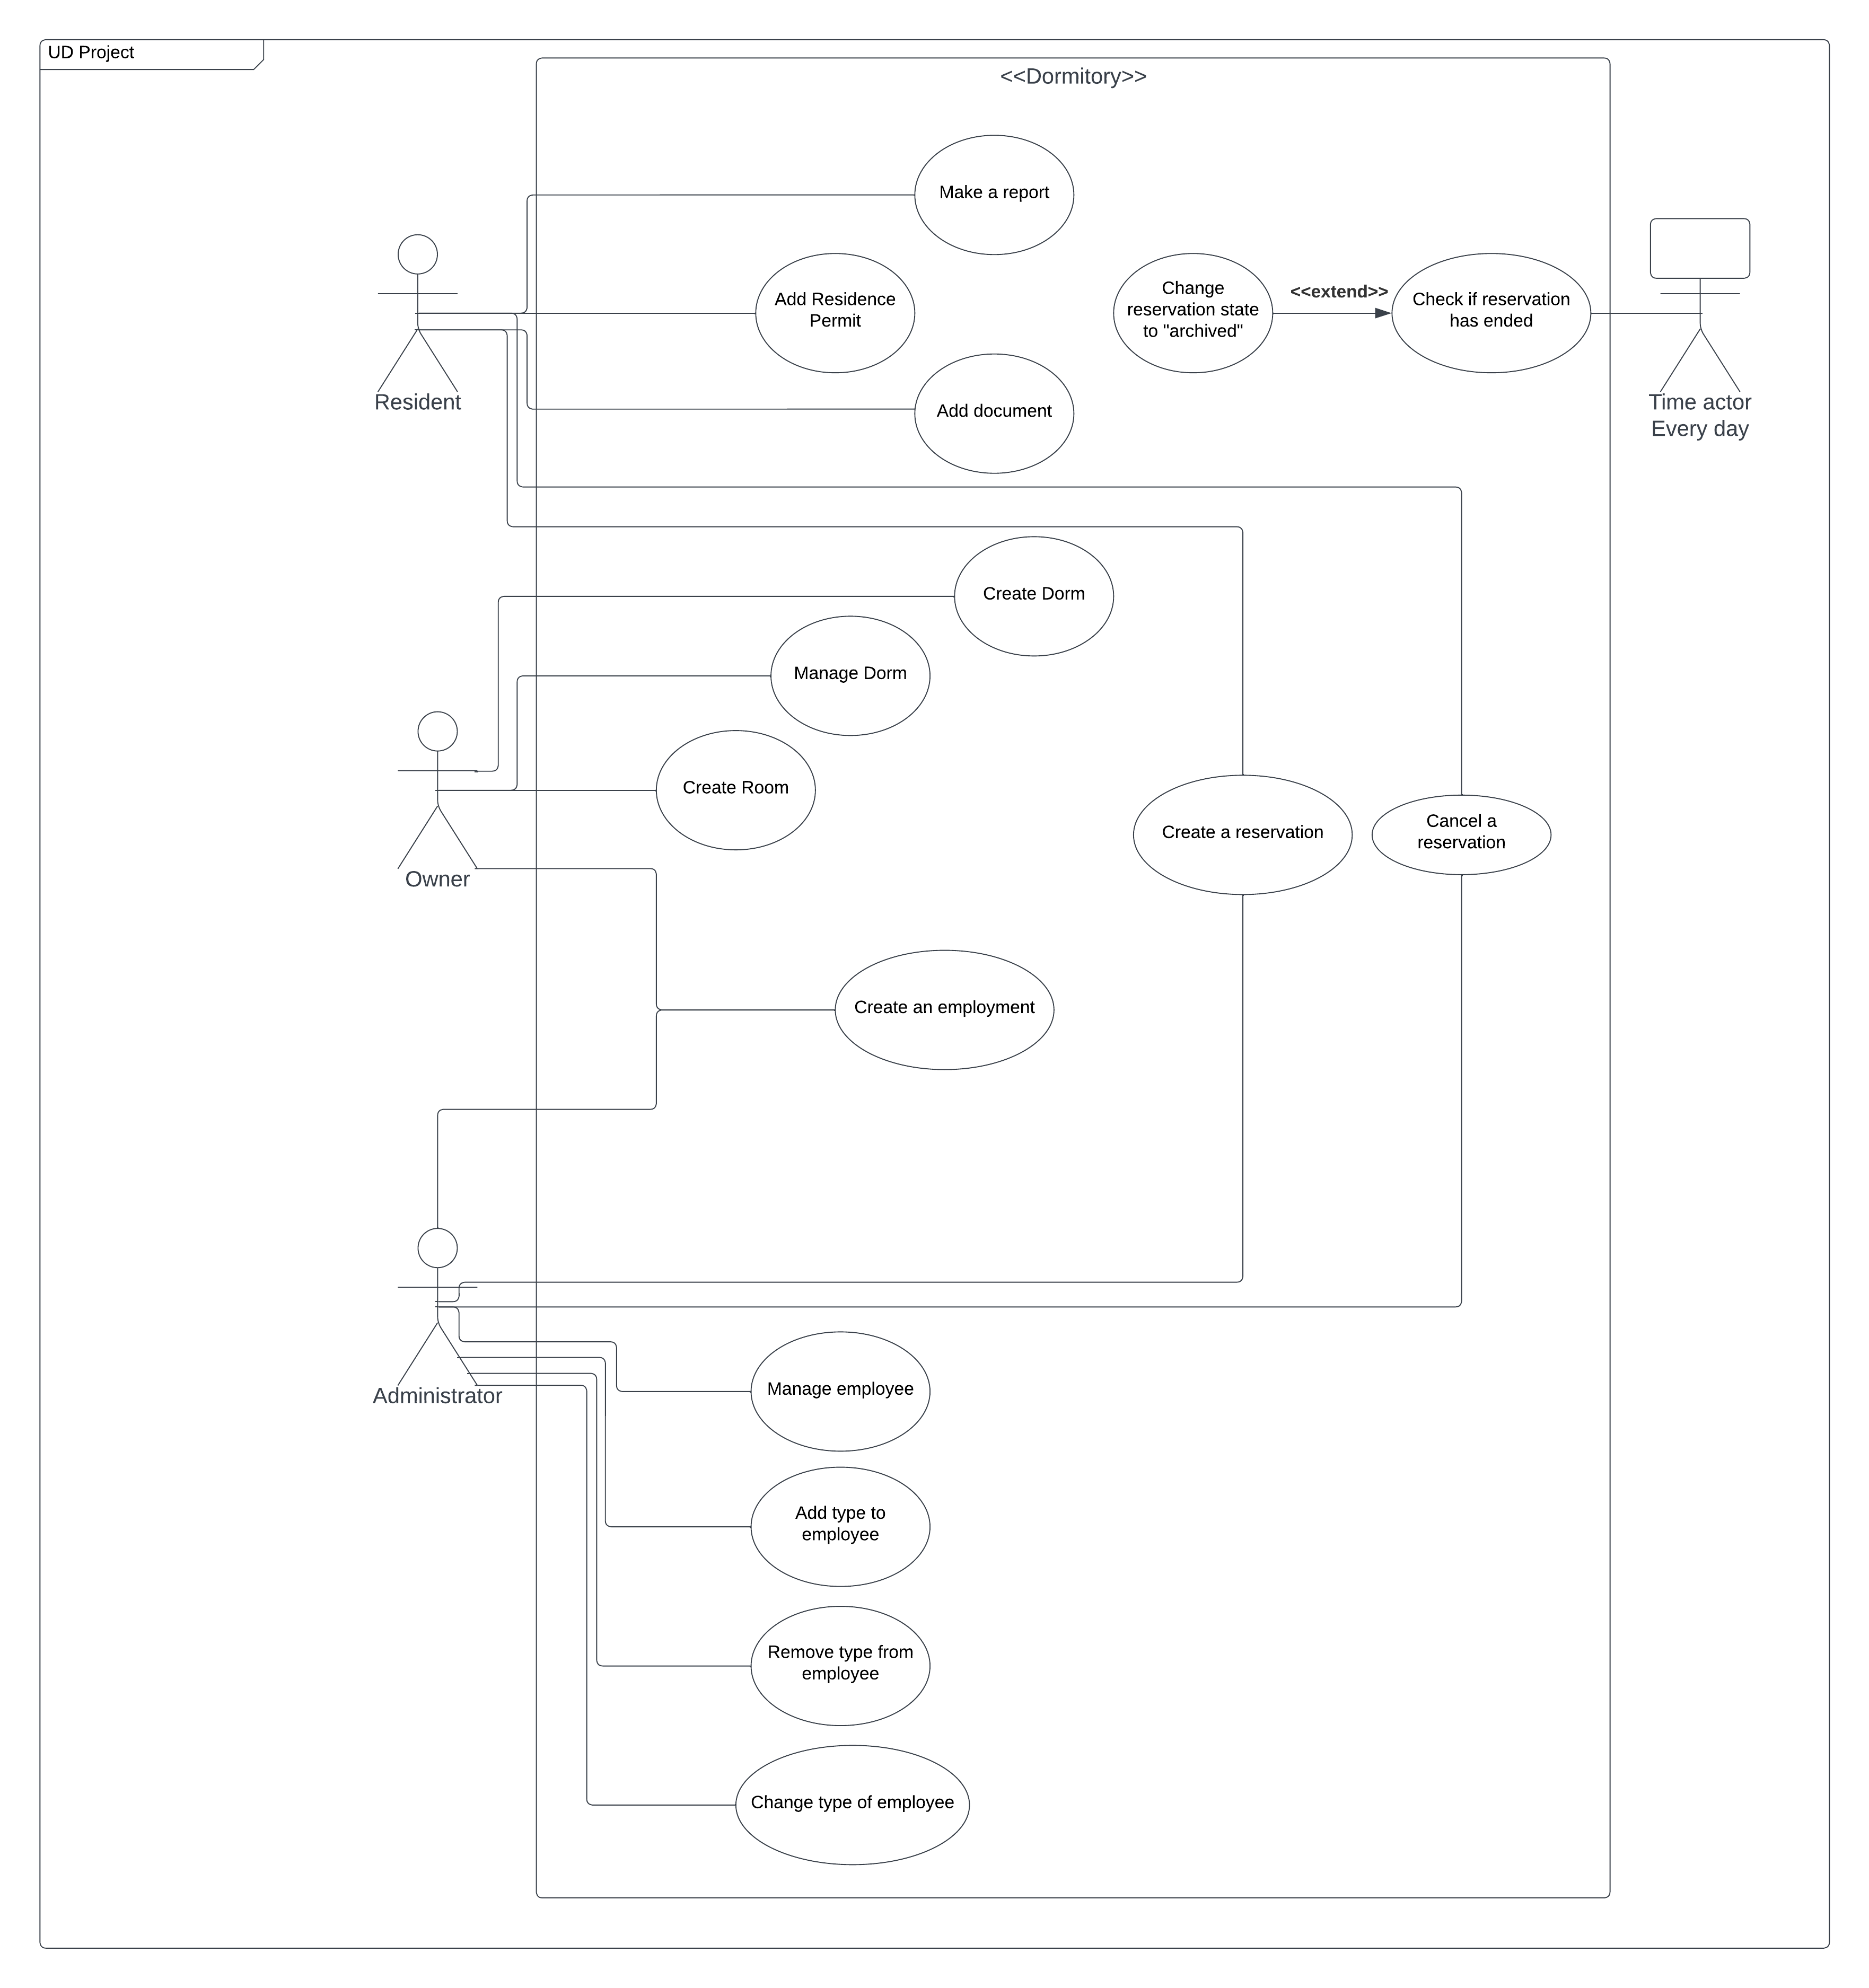 UD Project
<<Dormitory>>
Make a report
Add Residence
Permit
Change
reservation state
to "archived"
<<extend>>
Check if reservation
has ended
Resident
Add document
Time actor
Every day
Create Dorm
Manage Dorm
Create Room
Create a reservation
Cancel a
reservation
Owner
Create an employment
Administrator
Manage employee
Add type to
employee
Remove type from
employee
Change type of employee